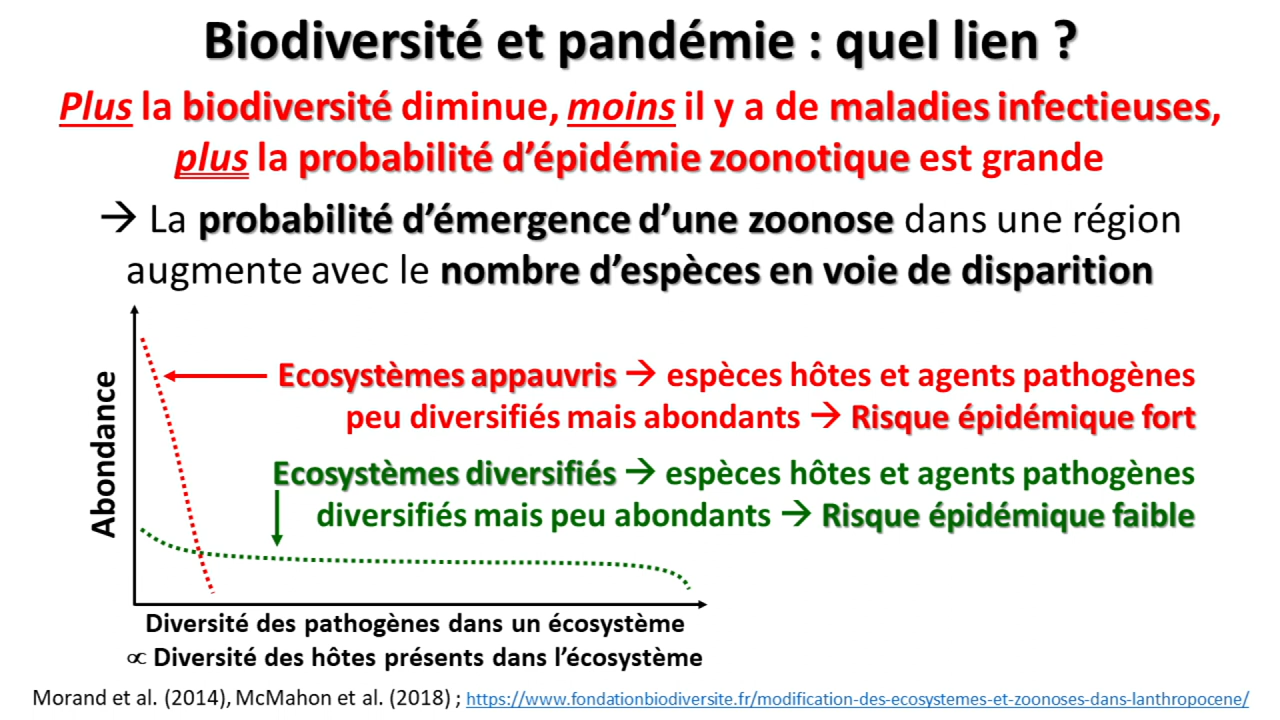 Biodiversité et pandémie : quel lien ?
Plus la biodiversité diminue, moins il y a de maladies infectieuses,
plus la probabilité d'épidémie zoonotique est grande
→ La probabilité d'émergence d'une zoonose dans une région
augmente avec le nombre d'espèces en voie de disparition
Abondance
Ecosystèmes appauvris → espèces hôtes et agents pathogènes
peu diversifiés mais abondants → Risque épidémique fort
Ecosystèmes diversifiés → espèces hôtes et agents pathogènes
diversifiés mais peu abondants → Risque épidémique faible
Diversité des pathogènes dans un écosystème
∝ Diversité des hôtes présents dans l'écosystème
Morand et al. (2014), McMahon et al. (2018) ; https://www.fondationbiodiversite.fr/modification-des-ecosystemes-et-zoonoses-dans-lanthropocene/